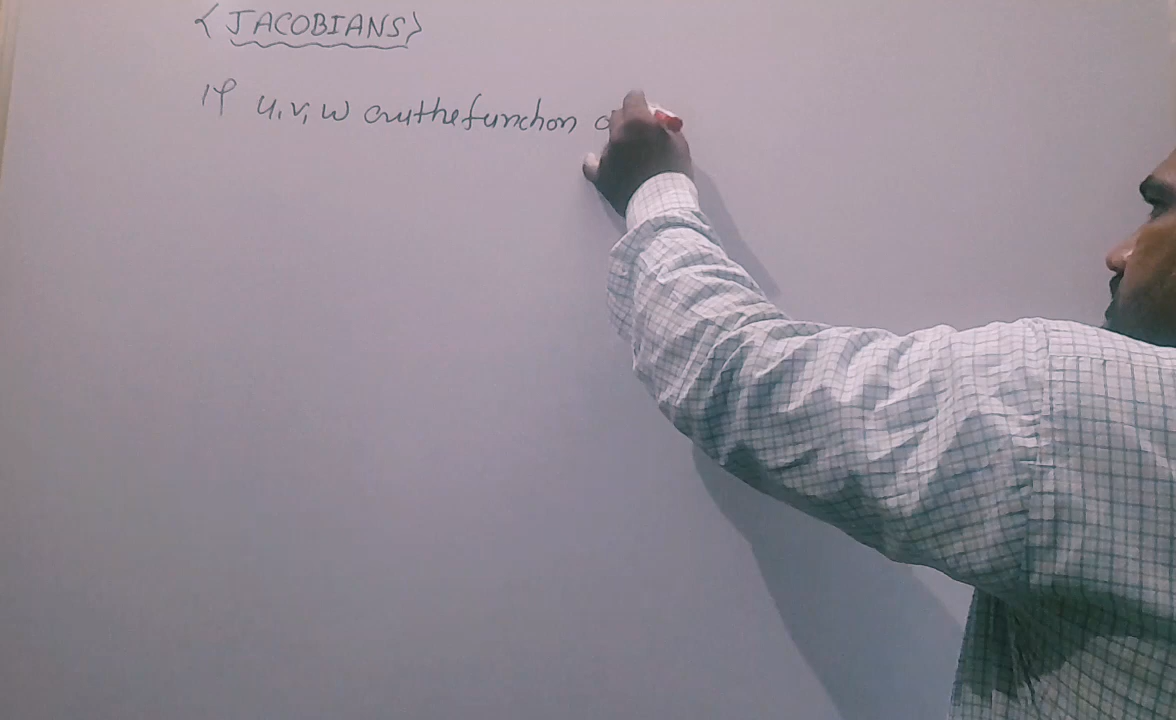 <JACOBIANS>
If u, v, w are the function o